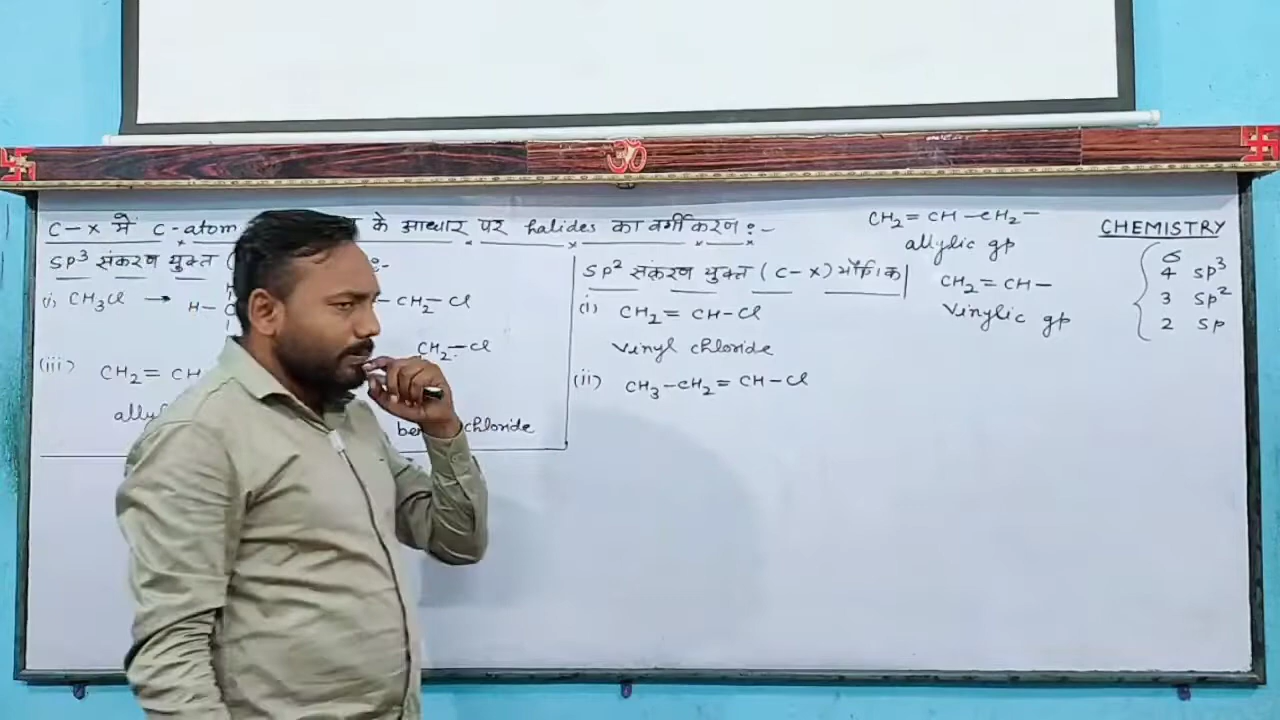 C-X में C-atom के आधार पर halides का वर्गीकरण :-
SP³ संकरण युक्त ( :-
(i) CH₃Cl → H- - CH₂-Cl
CH₂-Cl
(iii) CH₂ = CH
chloride
SP² संकरण युक्त (C-X) यौगिक
(i) CH₂ = CH-Cl
Vinyl chloride
(ii) CH₃-CH₂ = CH-Cl
CH₂ = CH-CH₂-
allylic gp
CH₂ = CH-
Vinylic gp
CHEMISTRY
σ
4 SP³
3 SP²
2 SP
ॐ